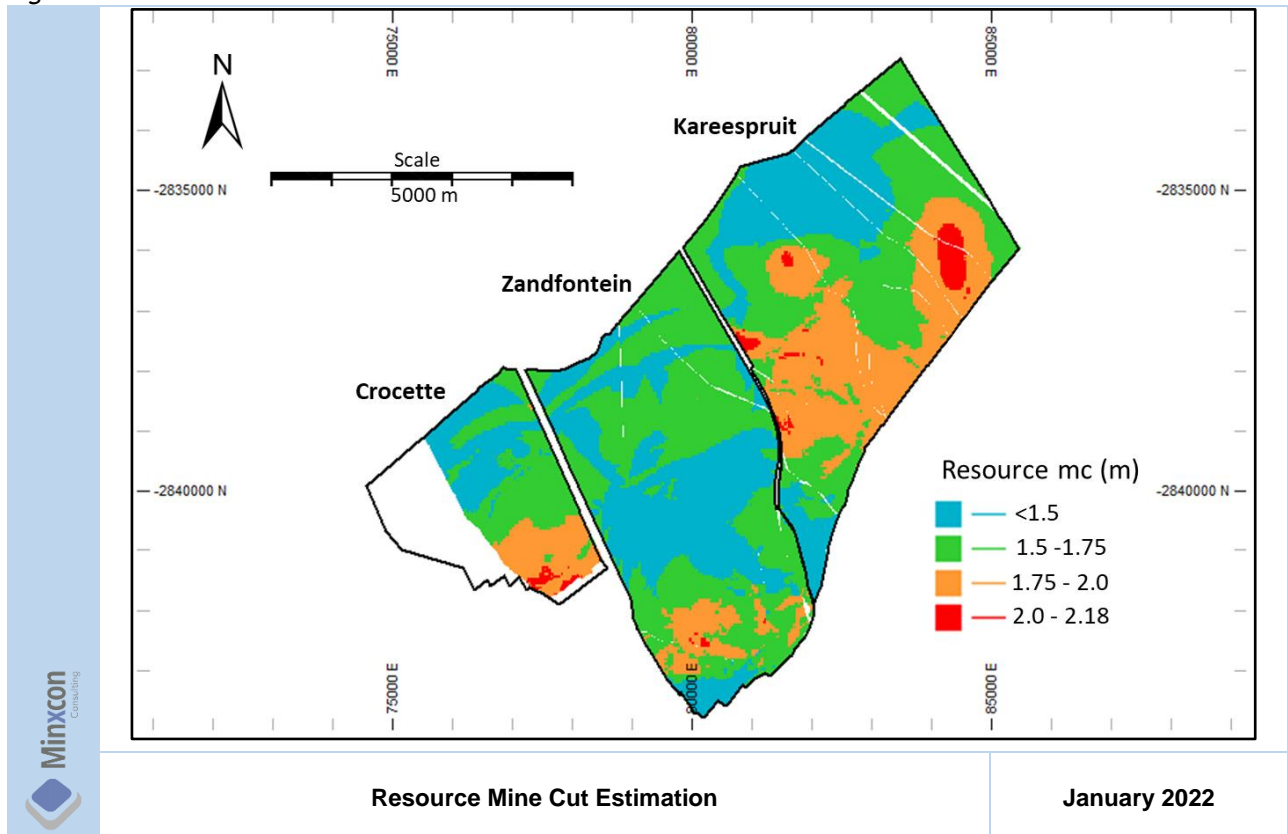 75000 E
80000 E
85000 E
N
Kareespruit
Scale
5000 m
-2835000 N
-2835000 N
Zandfontein
Crocette
Resource mc (m)
<1.5
1.5 -1.75
1.75 - 2.0
2.0 - 2.18
-2840000 N
-2840000 N
75000 E
80000 E
85000 E
Minxcon
Consulting
Resource Mine Cut Estimation
January 2022